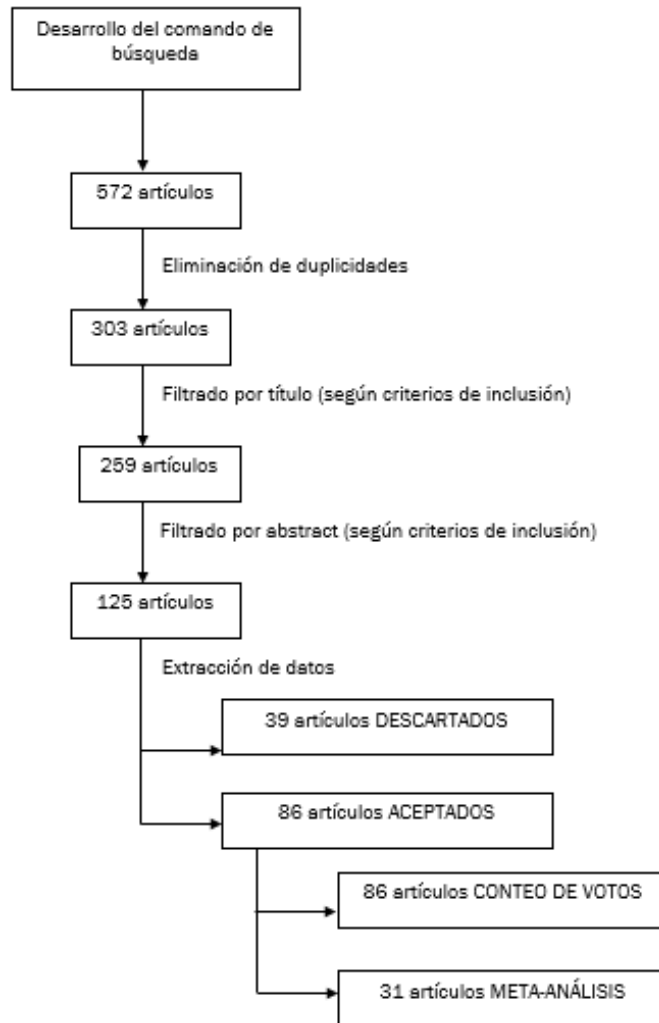 Desarrollo del comando de
búsqueda
572 artículos
Eliminación de duplicidades
303 artículos
Filtrado por título (según criterios de inclusión)
259 artículos
Filtrado por abstract (según criterios de inclusión)
125 artículos
Extracción de datos
39 artículos DESCARTADOS
86 artículos ACEPTADOS
86 artículos CONTEO DE VOTOS
31 artículos META-ANÁLISIS